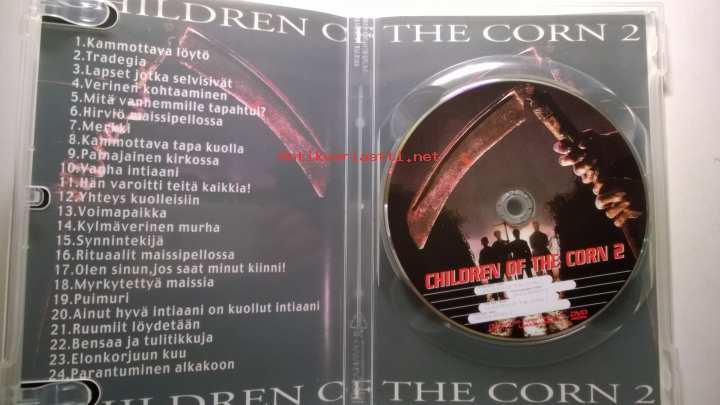 CHILDREN OF THE CORN 2
1.Kammottava löytö
2.Tradegia
3.Lapset jotka selvisivät
4.Verinen kohtaaminen
5.Mitä vanhemmille tapahtui?
6.Hirviö maissipellossa
7.Merkki
8.Kammottava tapa kuolla
9.Painajainen kirkossa
10.Vanha intiaani
11.Hän varoitti teitä kaikkia!
12.Yhteys kuolleisiin
13.Voimapaikka
14.Kylmäverinen murha
15.Synnintekijä
16.Rituaalit maissipellossa
17.Olen sinun,jos saat minut kiinni!
18.Myrkytettyä maissia
19.Puimuri
20.Ainut hyvä intiaani on kuollut intiaani
21.Ruumiit löydetään
22.Bensaa ja tulitikkuja
23.Elonkorjuun kuu
24.Parantuminen alkakoon
CHILDREN OF THE CORN 2
Antikvariaatti.net
CHILDREN OF THE CORN 2
DVD